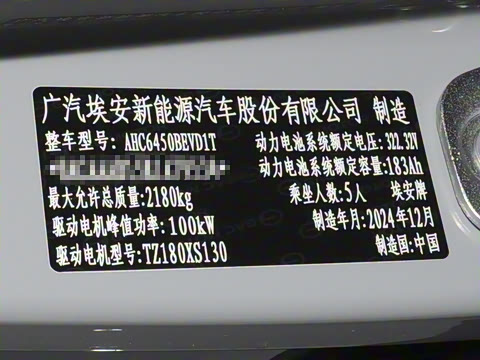 广汽埃安新能源汽车股份有限公司 制造
整车型号: AHC6450BEVD1T 动力电池系统额定电压: 322.32V
动力电池系统额定容量:183Ah
最大允许总质量:2180kg 乘坐人数:5人 埃安牌
驱动电机峰值功率: 100kW 制造年月:2024年12月
驱动电机型号:TZ180XS130 制造国:中国